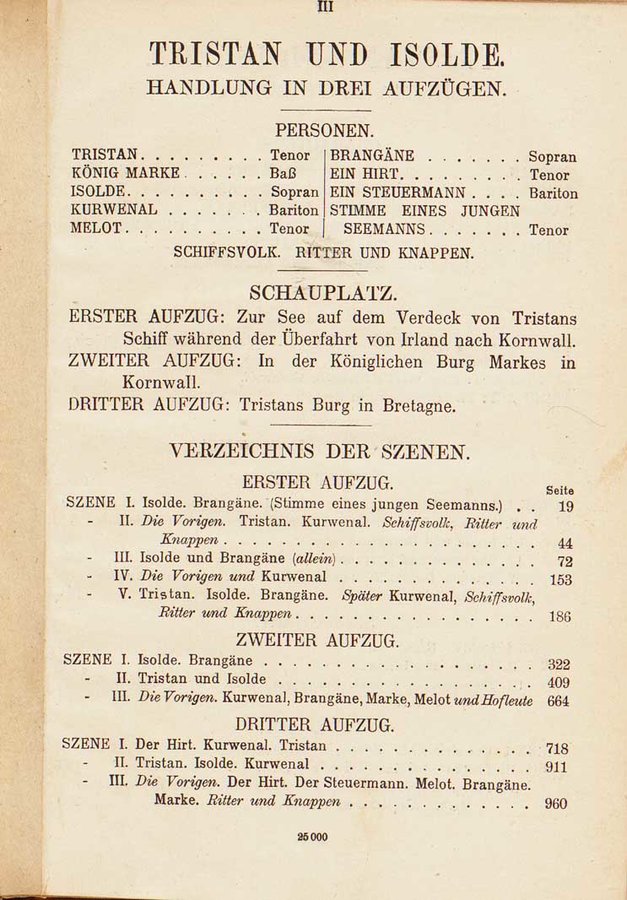 III
TRISTAN UND ISOLDE.
HANDLUNG IN DREI AUFZÜGEN.
PERSONEN.
TRISTAN. . . . . . . . . Tenor
KÖNIG MARKE . . . . . . Baß
ISOLDE. . . . . . . . . . Sopran
KURWENAL . . . . . . . Bariton
MELOT. . . . . . . . . . Tenor
BRANGÄNE . . . . . . . Sopran
EIN HIRT. . . . . . . . . Tenor
EIN STEUERMANN . . . . Bariton
STIMME EINES JUNGEN
SEEMANNS. . . . . . . Tenor
SCHIFFSVOLK. RITTER UND KNAPPEN.
SCHAUPLATZ.
ERSTER AUFZUG: Zur See auf dem Verdeck von Tristans
Schiff während der Überfahrt von Irland nach Kornwall.
ZWEITER AUFZUG: In der Königlichen Burg Markes in
Kornwall.
DRITTER AUFZUG: Tristans Burg in Bretagne.
VERZEICHNIS DER SZENEN.
ERSTER AUFZUG.
Seite
SZENE I. Isolde. Brangäne. (Stimme eines jungen Seemanns.) . . 19
- II. Die Vorigen. Tristan. Kurwenal. Schiffsvolk, Ritter und
Knappen . . . . . . . . . . . . . . . . . . . . 44
- III. Isolde und Brangäne (allein) . . . . . . . . . . . . . 72
- IV. Die Vorigen und Kurwenal . . . . . . . . . . . . . 153
- V. Tristan. Isolde. Brangäne. Später Kurwenal, Schiffsvolk,
Ritter und Knappen . . . . . . . . . . . . . . . . 186
ZWEITER AUFZUG.
SZENE I. Isolde. Brangäne . . . . . . . . . . . . . . . . . 322
- II. Tristan und Isolde . . . . . . . . . . . . . . . . . 409
- III. Die Vorigen. Kurwenal, Brangäne, Marke, Melot und Hofleute 664
DRITTER AUFZUG.
SZENE I. Der Hirt. Kurwenal. Tristan . . . . . . . . . . . . . 718
- II. Tristan. Isolde. Kurwenal . . . . . . . . . . . . . . 911
- III. Die Vorigen. Der Hirt. Der Steuermann. Melot. Brangäne.
Marke. Ritter und Knappen . . . . . . . . . . . . 960
25000